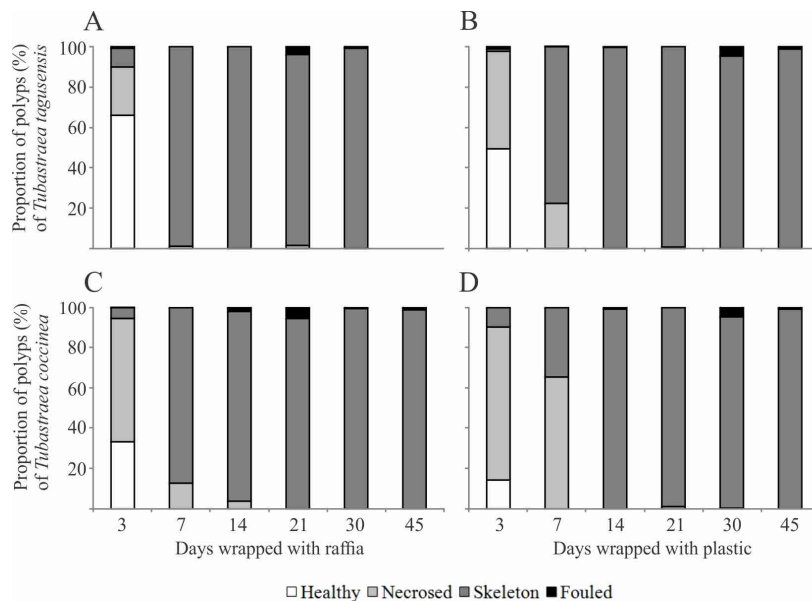 A
B
100
80
60
40
20
Proportion of polyps (%)
of Tubastraea tagusensis
C
D
100
80
60
40
20
Proportion of polyps (%)
of Tubastraea coccinea
3 7 14 21 30 45
3 7 14 21 30 45
Days wrapped with raffia
Days wrapped with plastic
Healthy Necrosed Skeleton Fouled